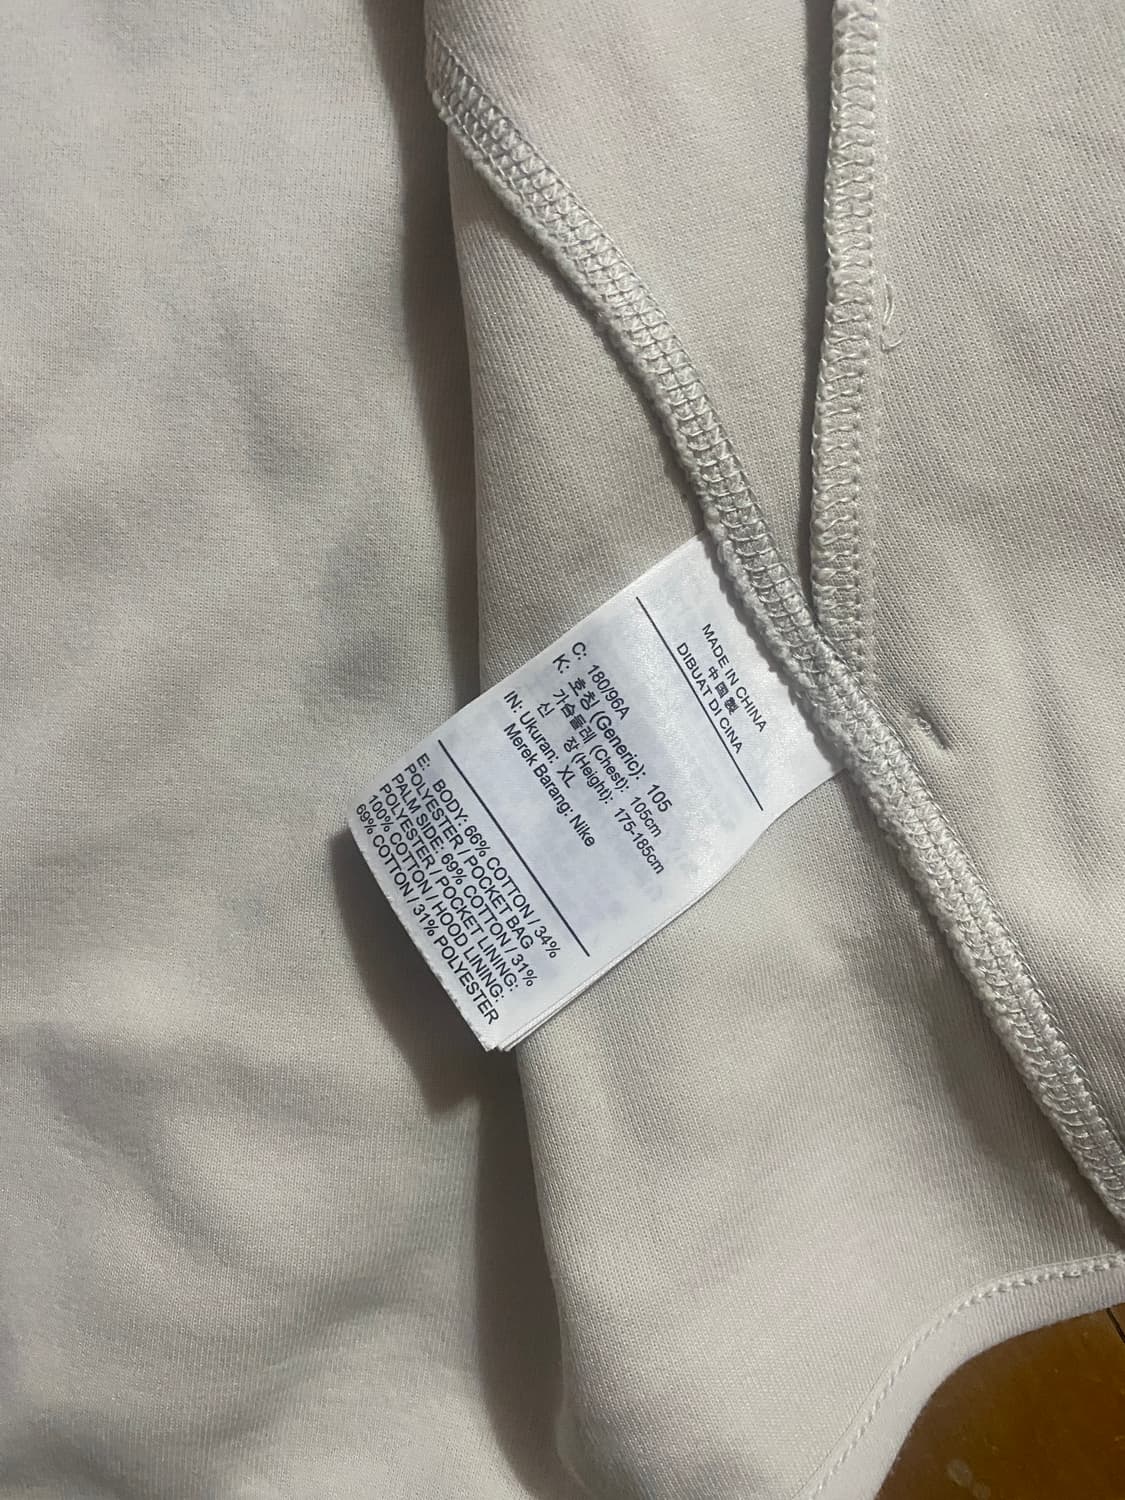 MADE IN CHINA
中国製
DIBUAT DI CINA
C: 180/96A
K: 호칭 (Generic): 105
가슴둘레 (Chest): 105cm
신 장 (Height): 175-185cm
IN: Ukuran: XL
Merek Barang: Nike
E: BODY: 66% COTTON / 34%
POLYESTER / POCKET BAG
PALM SIDE: 69% COTTON / 31%
POLYESTER / POCKET LINING:
100% COTTON / HOOD LINING:
69% COTTON / 31% POLYESTER